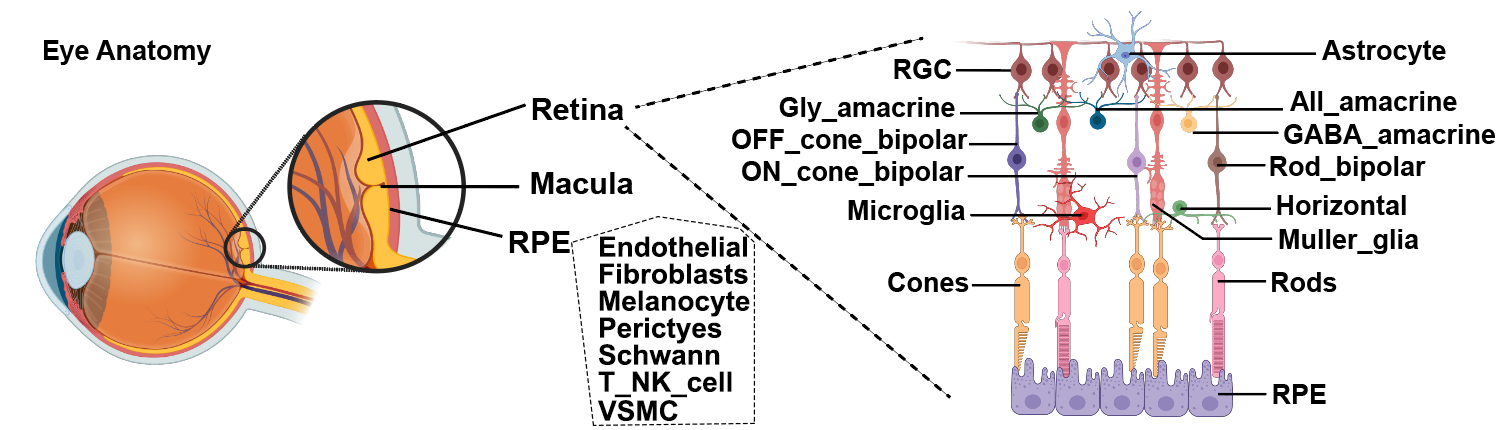 Eye Anatomy
Retina
Macula
RPE
Endothelial
Fibroblasts
Melanocyte
Perictyes
Schwann
T_NK_cell
VSMC
RGC
Gly_amacrine
OFF_cone_bipolar
ON_cone_bipolar
Microglia
Cones
Astrocyte
All_amacrine
GABA_amacrine
Rod_bipolar
Horizontal
Muller_glia
Rods
RPE